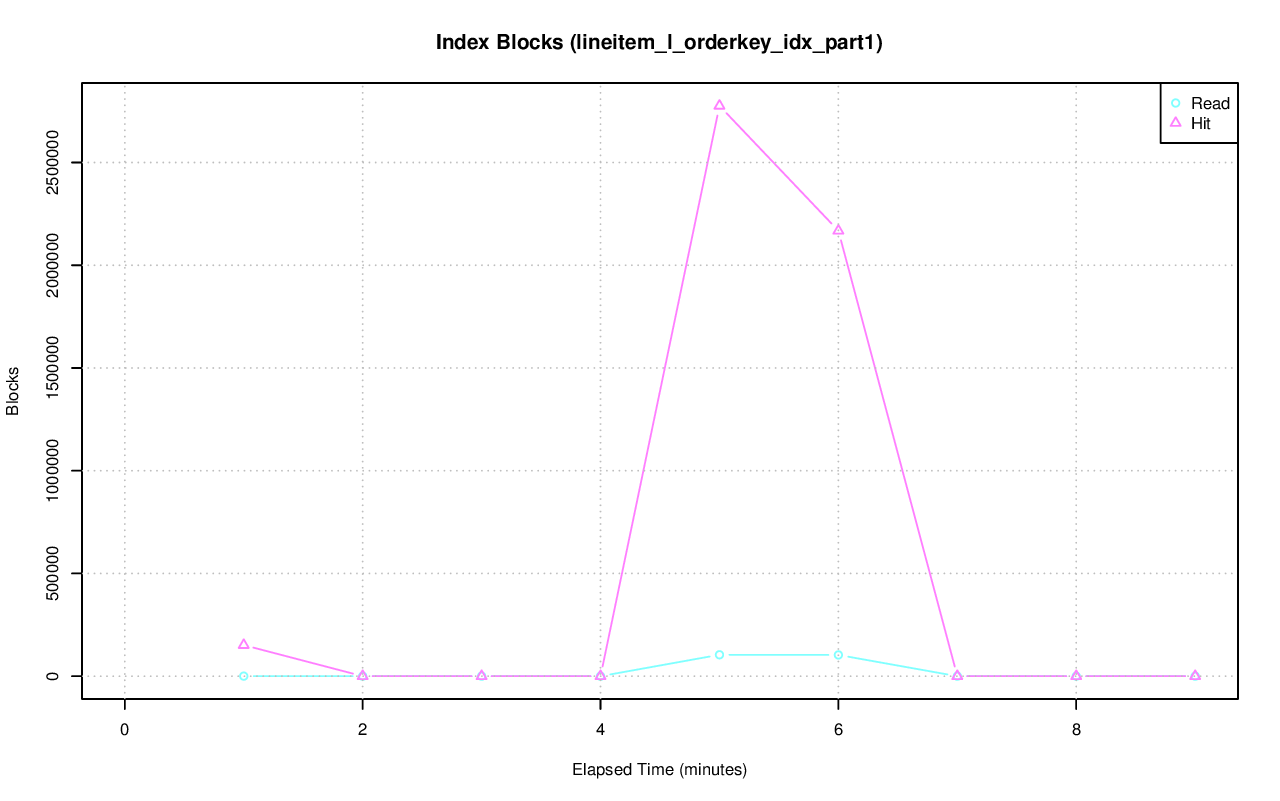 Index Blocks (lineitem_l_orderkey_idx_part1)
Read
Hit
2500000
2000000
1500000
1000000
500000
0
Blocks
0 2 4 6 8
Elapsed Time (minutes)